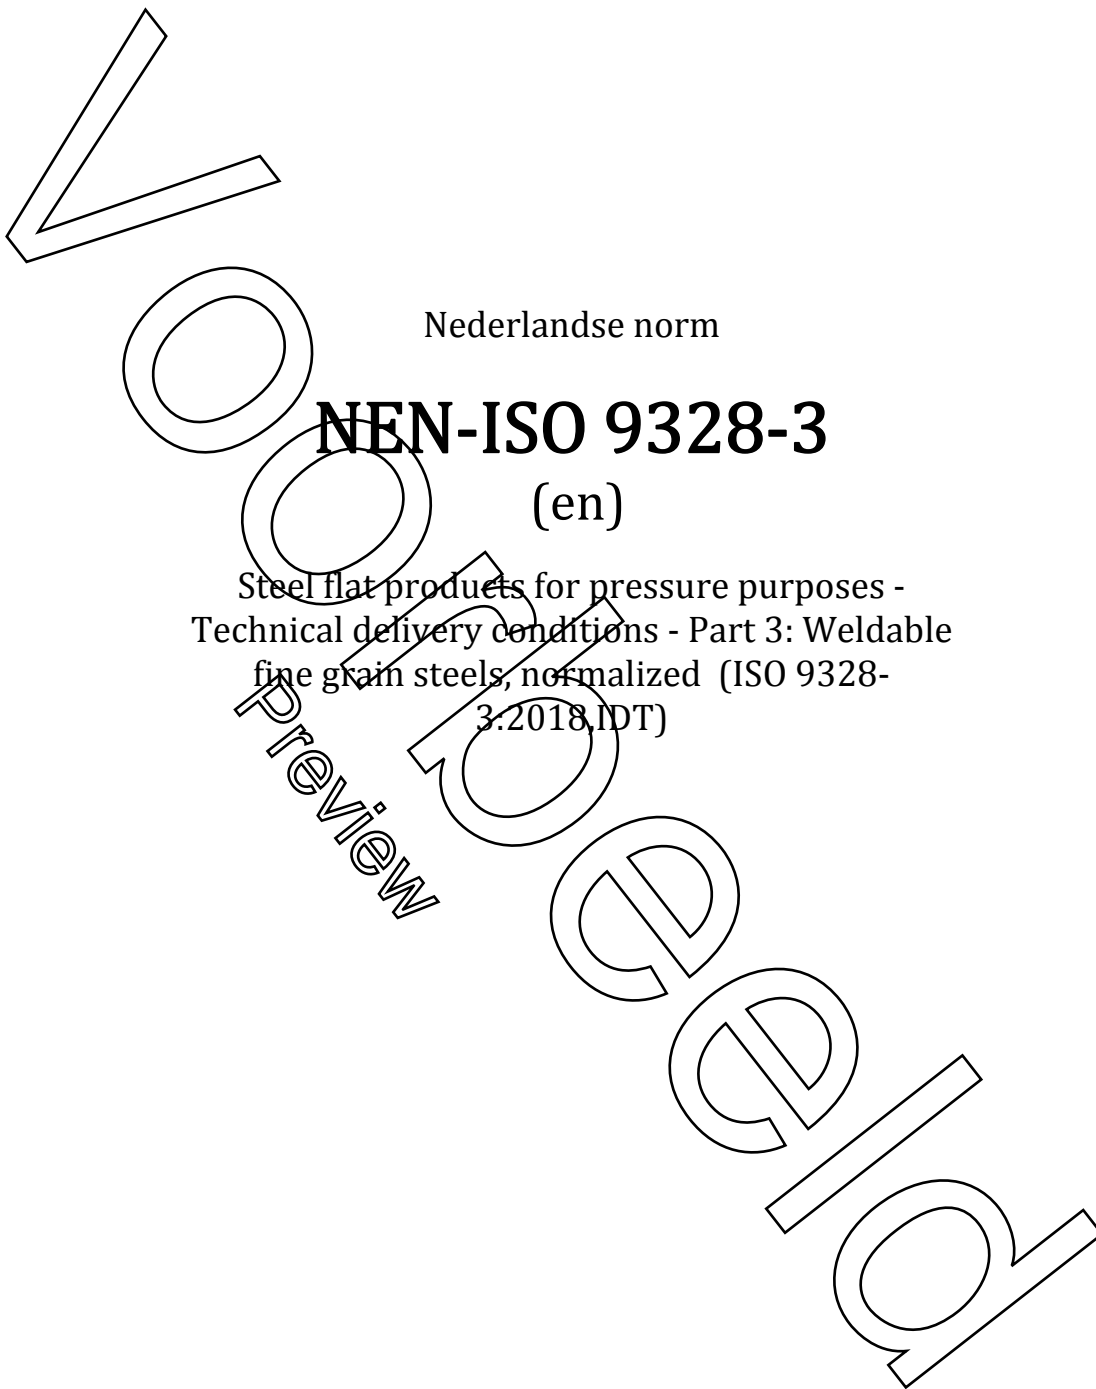 Nederlandse norm
NEN-ISO 9328-3
(en)
Steel flat products for pressure purposes -
Technical delivery conditions - Part 3: Weldable
fine grain steels, normalized (ISO 9328-
3:2018,IDT)
Voorbeeld
Preview